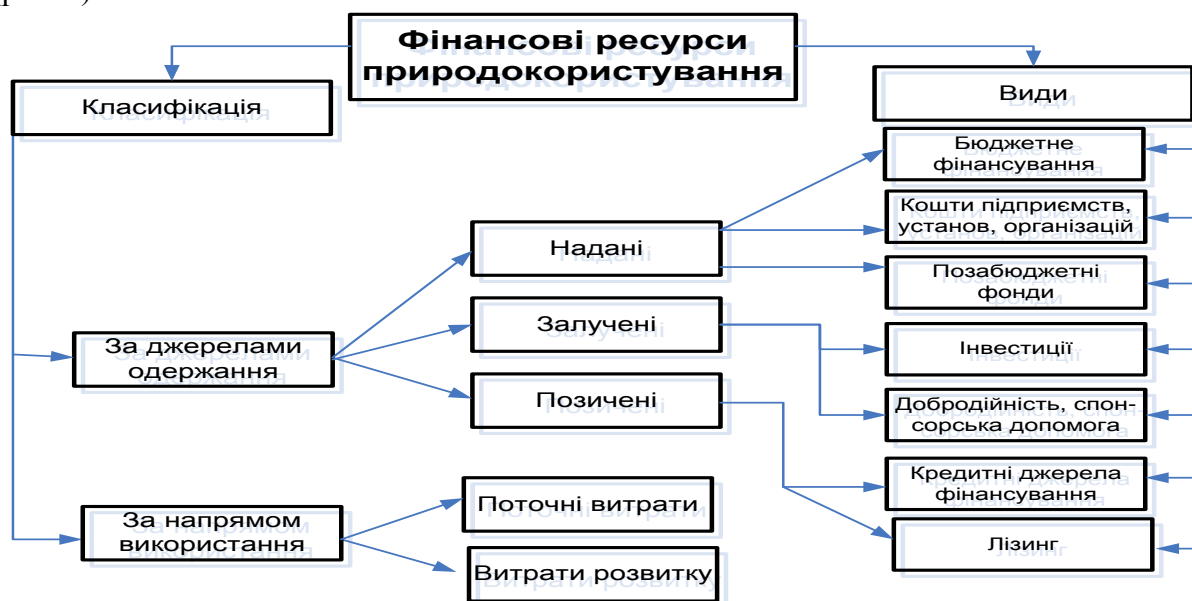 Фінансові ресурси
природокористування
Класифікація
Види
Бюджетне
фінансування
Кошти підприємств,
установ, організацій
Надані
Позабюджетні
фонди
Залучені
За джерелами
одержання
Інвестиції
Позичені
Добродійність, спон-
сорська допомога
Кредитні джерела
фінансування
Поточні витрати
За напрямом
використання
Лізинг
Витрати розвитку